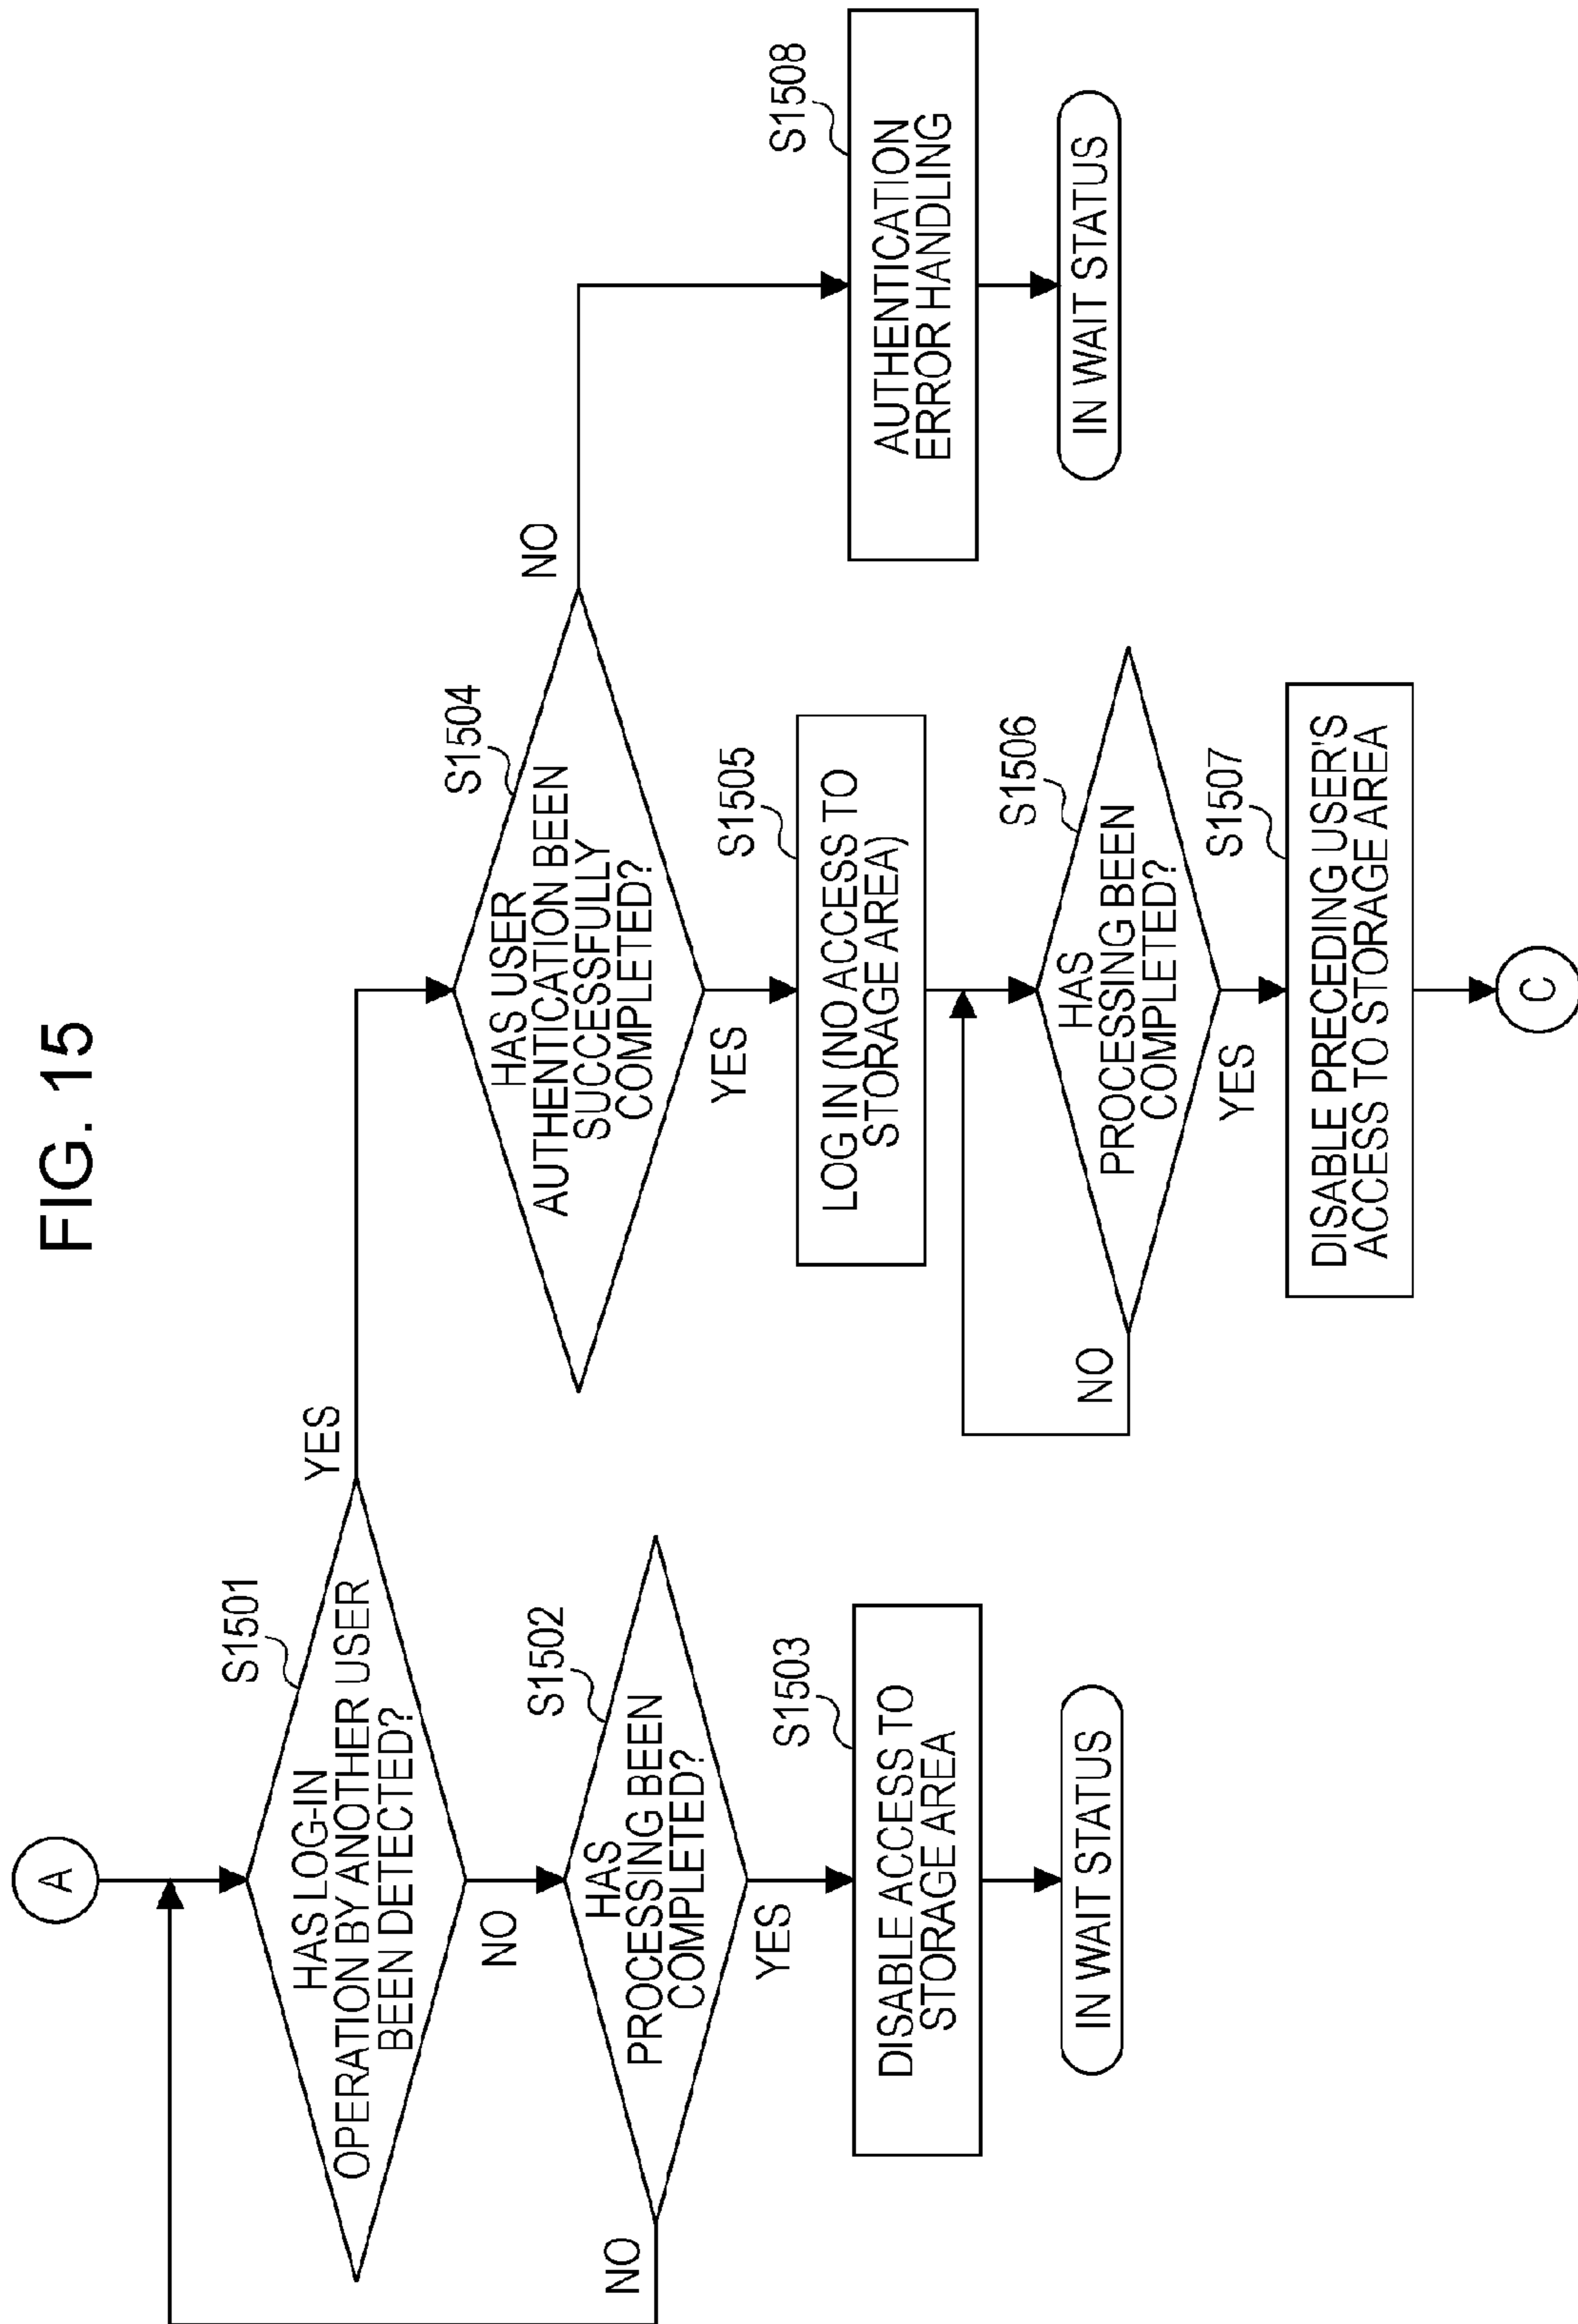 FIG. 15
A
S1501
HAS LOG-IN
OPERATION BY ANOTHER USER
BEEN DETECTED?
YES
NO
S1502
HAS
PROCESSING BEEN
COMPLETED?
NO
YES
S1503
DISABLE ACCESS TO
STORAGE AREA
IN WAIT STATUS
S1504
HAS USER
AUTHENTICATION BEEN
SUCCESSFULLY
COMPLETED?
NO
YES
S1505
LOG IN (NO ACCESS TO
STORAGE AREA)
S1506
HAS
PROCESSING BEEN
COMPLETED?
NO
YES
S1507
DISABLE PRECEDING USER'S
ACCESS TO STORAGE AREA
C
S1508
AUTHENTICATION
ERROR HANDLING
IN WAIT STATUS